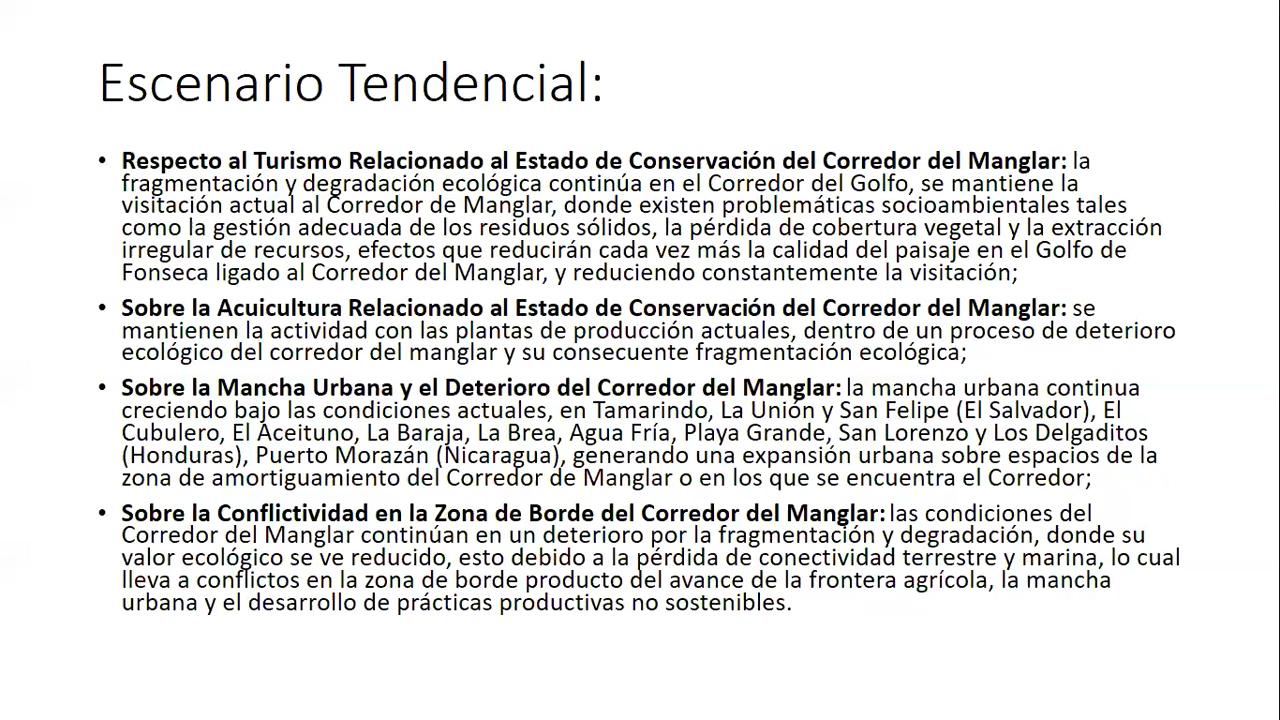 Escenario Tendencial:
• Respecto al Turismo Relacionado al Estado de Conservación del Corredor del Manglar: la
fragmentación y degradación ecológica continúa en el Corredor del Golfo, se mantiene la
visitación actual al Corredor de Manglar, donde existen problemáticas socioambientales tales
como la gestión adecuada de los residuos sólidos, la pérdida de cobertura vegetal y la extracción
irregular de recursos, efectos que reducirán cada vez más la calidad del paisaje en el Golfo de
Fonseca ligado al Corredor del Manglar, y reduciendo constantemente la visitación;
• Sobre la Acuicultura Relacionado al Estado de Conservación del Corredor del Manglar: se
mantienen la actividad con las plantas de producción actuales, dentro de un proceso de deterioro
ecológico del corredor del manglar y su consecuente fragmentación ecológica;
• Sobre la Mancha Urbana y el Deterioro del Corredor del Manglar: la mancha urbana continua
creciendo bajo las condiciones actuales, en Tamarindo, La Unión y San Felipe (El Salvador), El
Cubulero, El Aceituno, La Baraja, La Brea, Agua Fría, Playa Grande, San Lorenzo y Los Delgaditos
(Honduras), Puerto Morazán (Nicaragua), generando una expansión urbana sobre espacios de la
zona de amortiguamiento del Corredor de Manglar o en los que se encuentra el Corredor;
• Sobre la Conflictividad en la Zona de Borde del Corredor del Manglar: las condiciones del
Corredor del Manglar continúan en un deterioro por la fragmentación y degradación, donde su
valor ecológico se ve reducido, esto debido a la pérdida de conectividad terrestre y marina, lo cual
lleva a conflictos en la zona de borde producto del avance de la frontera agrícola, la mancha
urbana y el desarrollo de prácticas productivas no sostenibles.